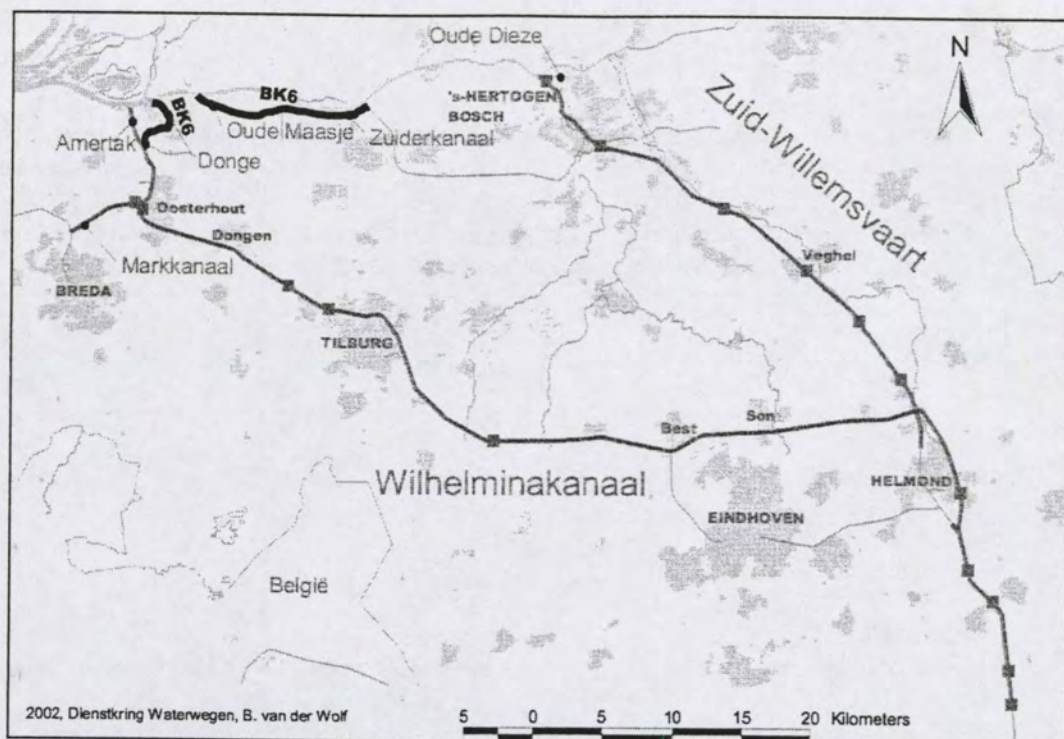 Oude Dieze
N
BK6
BK6
's-HERTOGEN
BOSCH
Zuid-Willemsvaart
Oude Maasje
Zuiderkanaal
Amertak
Donge
Oosterhout
Dongen
Veghel
Markkanaal
BREDA
TILBURG
Son
Best
Wilhelminakanaal
HELMOND
EINDHOVEN
België
2002, Dienstkring Waterwegen, B. van der Wolf
5 0 5 10 15 20 Kilometers